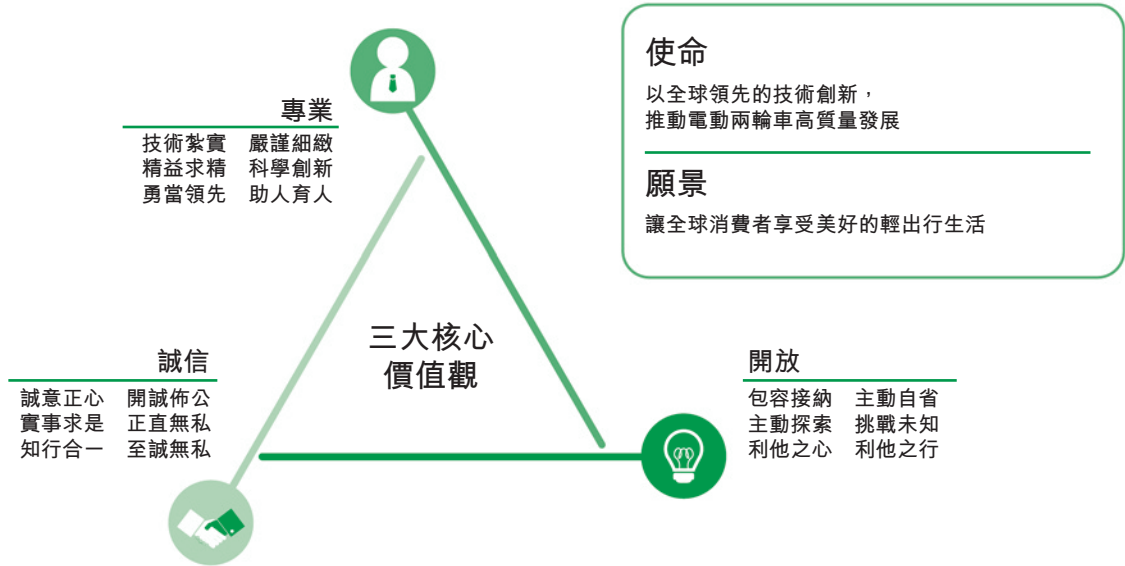 專業
技術紮實 嚴謹細緻
精益求精 科學創新
勇當領先 助人育人
使命
以全球領先的技術創新，
推動電動兩輪車高質量發展
願景
讓全球消費者享受美好的輕出行生活
三大核心
價值觀
誠信
誠意正心 開誠佈公
實事求是 正直無私
知行合一 至誠無私
開放
包容接納 主動自省
主動探索 挑戰未知
利他之心 利他之行